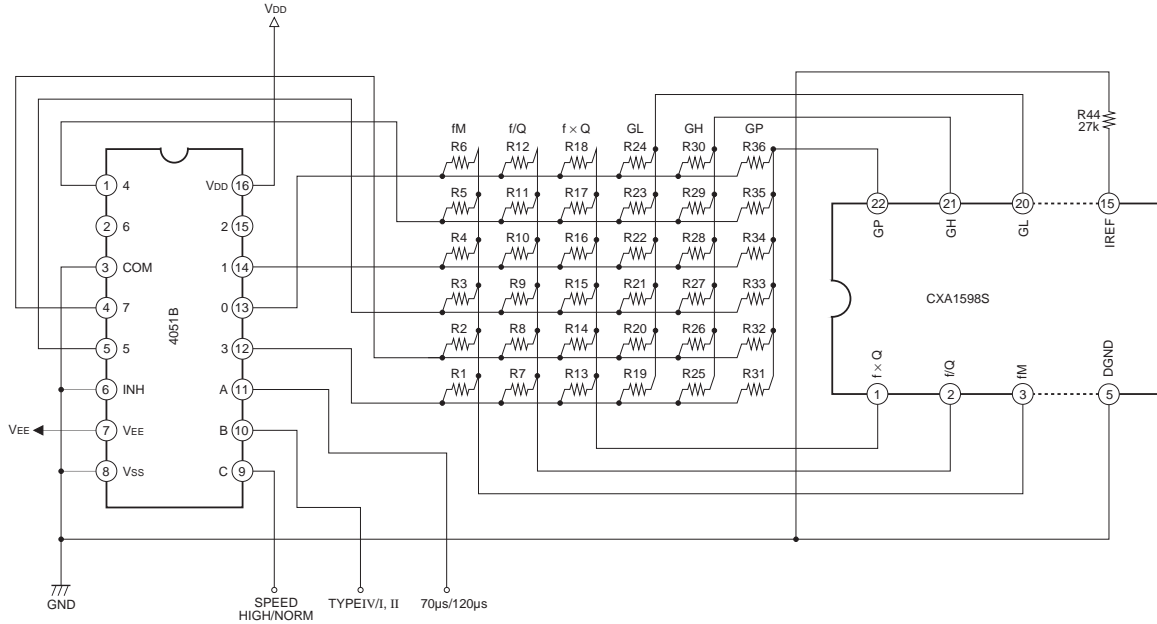 VDD
fM f/Q f × Q GL GH GP
R6 R12 R18 R24 R30 R36
R5 R11 R17 R23 R29 R35
R4 R10 R16 R22 R28 R34
R3 R9 R15 R21 R27 R33
R2 R8 R14 R20 R26 R32
R1 R7 R13 R19 R25 R31
R44
27k
1 4
2 6
3 COM
4 7
5 5
6 INH
VEE 7 VEE
8 VSS
4051B
VDD 16
2 15
1 14
0 13
3 12
A 11
B 10
C 9
22 21 20 15
GP GH GL IREF
CXA1598S
f × Q f/Q fM DGND
1 2 3 5
GND
SPEED
HIGH/NORM
TYPEIV/I, II
70µs/120µs